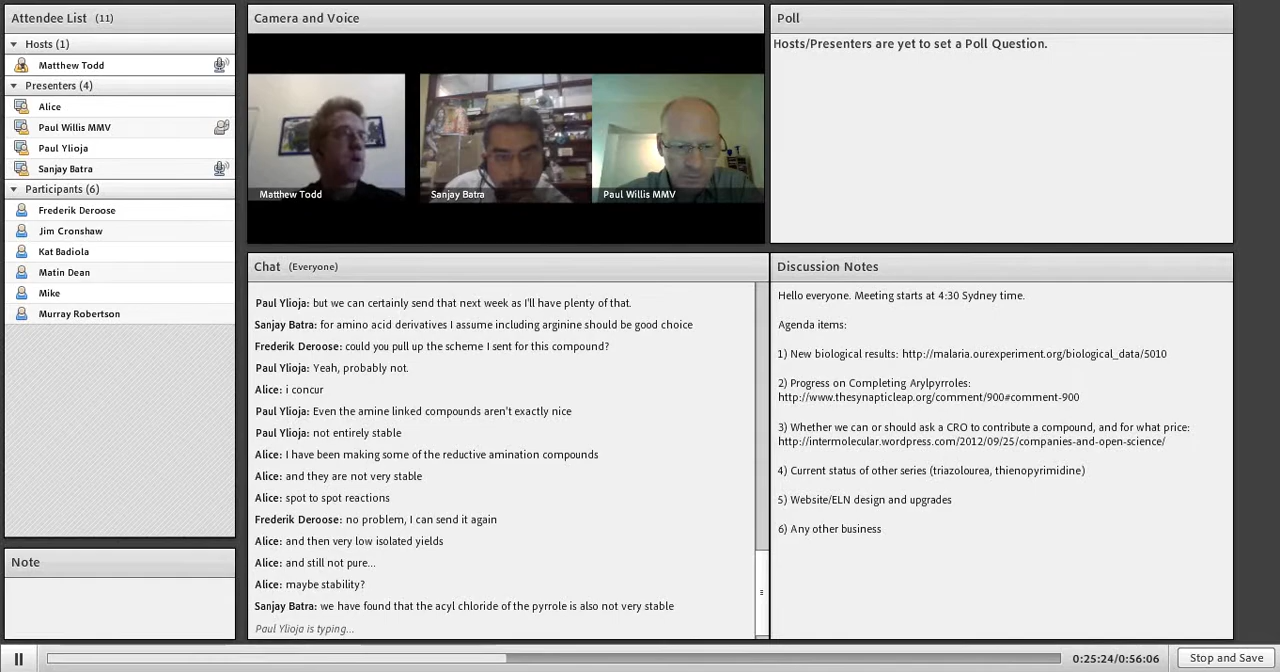 Attendee List (11)
Hosts (1)
Matthew Todd
Presenters (4)
Alice
Paul Willis MMV
Paul Ylioja
Sanjay Batra
Participants (6)
Frederik Deroose
Jim Cronshaw
Kat Badiola
Matin Dean
Mike
Murray Robertson
Note
Camera and Voice
Matthew Todd
Sanjay Batra
Paul Willis MMV
Chat (Everyone)
Paul Ylioja: but we can certainly send that next week as I'll have plenty of that.
Sanjay Batra: for amino acid derivatives I assume including arginine should be good choice
Frederik Deroose: could you pull up the scheme I sent for this compound?
Paul Ylioja: Yeah, probably not.
Alice: i concur
Paul Ylioja: Even the amine linked compounds aren't exactly nice
Paul Ylioja: not entirely stable
Alice: I have been making some of the reductive amination compounds
Alice: and they are not very stable
Alice: spot to spot reactions
Frederik Deroose: no problem, I can send it again
Alice: and then very low isolated yields
Alice: and still not pure...
Alice: maybe stability?
Sanjay Batra: we have found that the acyl chloride of the pyrrole is also not very stable
Paul Ylioja is typing...
Poll
Hosts/Presenters are yet to set a Poll Question.
Discussion Notes
Hello everyone. Meeting starts at 4:30 Sydney time.
Agenda items:
1) New biological results: http://malaria.ourexperiment.org/biological_data/5010
2) Progress on Completing Arylpyrroles:
http://www.thesynapticleap.org/comment/900#comment-900
3) Whether we can or should ask a CRO to contribute a compound, and for what price:
http://intermolecular.wordpress.com/2012/09/25/companies-and-open-science/
4) Current status of other series (triazolourea, thienopyrimidine)
5) Website/ELN design and upgrades
6) Any other business
0:25:24/0:56:06
Stop and Save